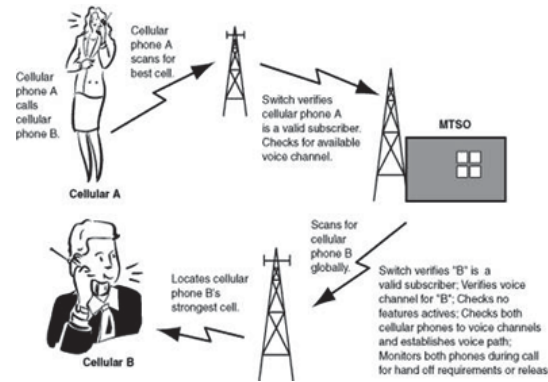 Cellular
phone A
scans for
best cell.
Cellular
phone A
calls
cellular
phone B.
Switch verifies
cellular phone A
is a valid subscriber.
Checks for available
voice channel.
MTSO
Cellular A
Scans for
cellular
phone B
globally.
Switch verifies "B" is a
valid subscriber; Verifies voice
channel for "B"; Checks no
features actives; Checks both
cellular phones to voice channels
and establishes voice path;
Monitors both phones during call
for hand off requirements or releas
Locates cellular
phone B's
strongest cell.
Cellular B